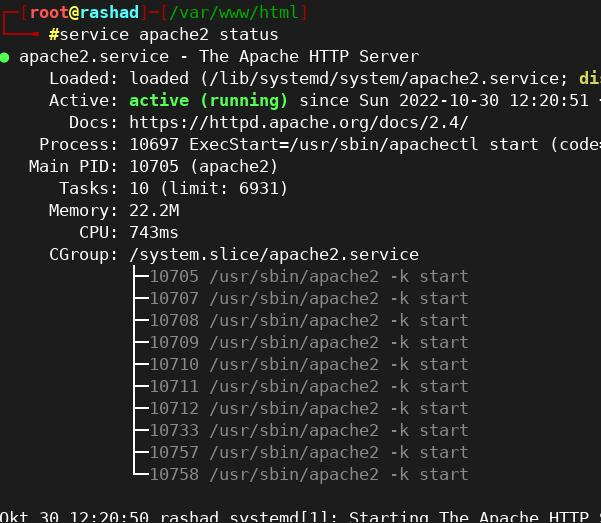 ┌─[root@rashad]─[/var/www/html]
└──╼ #service apache2 status
● apache2.service - The Apache HTTP Server
     Loaded: loaded (/lib/systemd/system/apache2.service; dis
     Active: active (running) since Sun 2022-10-30 12:20:51 
       Docs: https://httpd.apache.org/docs/2.4/
    Process: 10697 ExecStart=/usr/sbin/apachectl start (code=
   Main PID: 10705 (apache2)
      Tasks: 10 (limit: 6931)
     Memory: 22.2M
        CPU: 743ms
     CGroup: /system.slice/apache2.service
             ├─10705 /usr/sbin/apache2 -k start
             ├─10707 /usr/sbin/apache2 -k start
             ├─10708 /usr/sbin/apache2 -k start
             ├─10709 /usr/sbin/apache2 -k start
             ├─10710 /usr/sbin/apache2 -k start
             ├─10711 /usr/sbin/apache2 -k start
             ├─10712 /usr/sbin/apache2 -k start
             ├─10733 /usr/sbin/apache2 -k start
             ├─10757 /usr/sbin/apache2 -k start
             └─10758 /usr/sbin/apache2 -k start
Okt 30 12:20:50 rashad systemd[1]: Starting The Apache HTTP